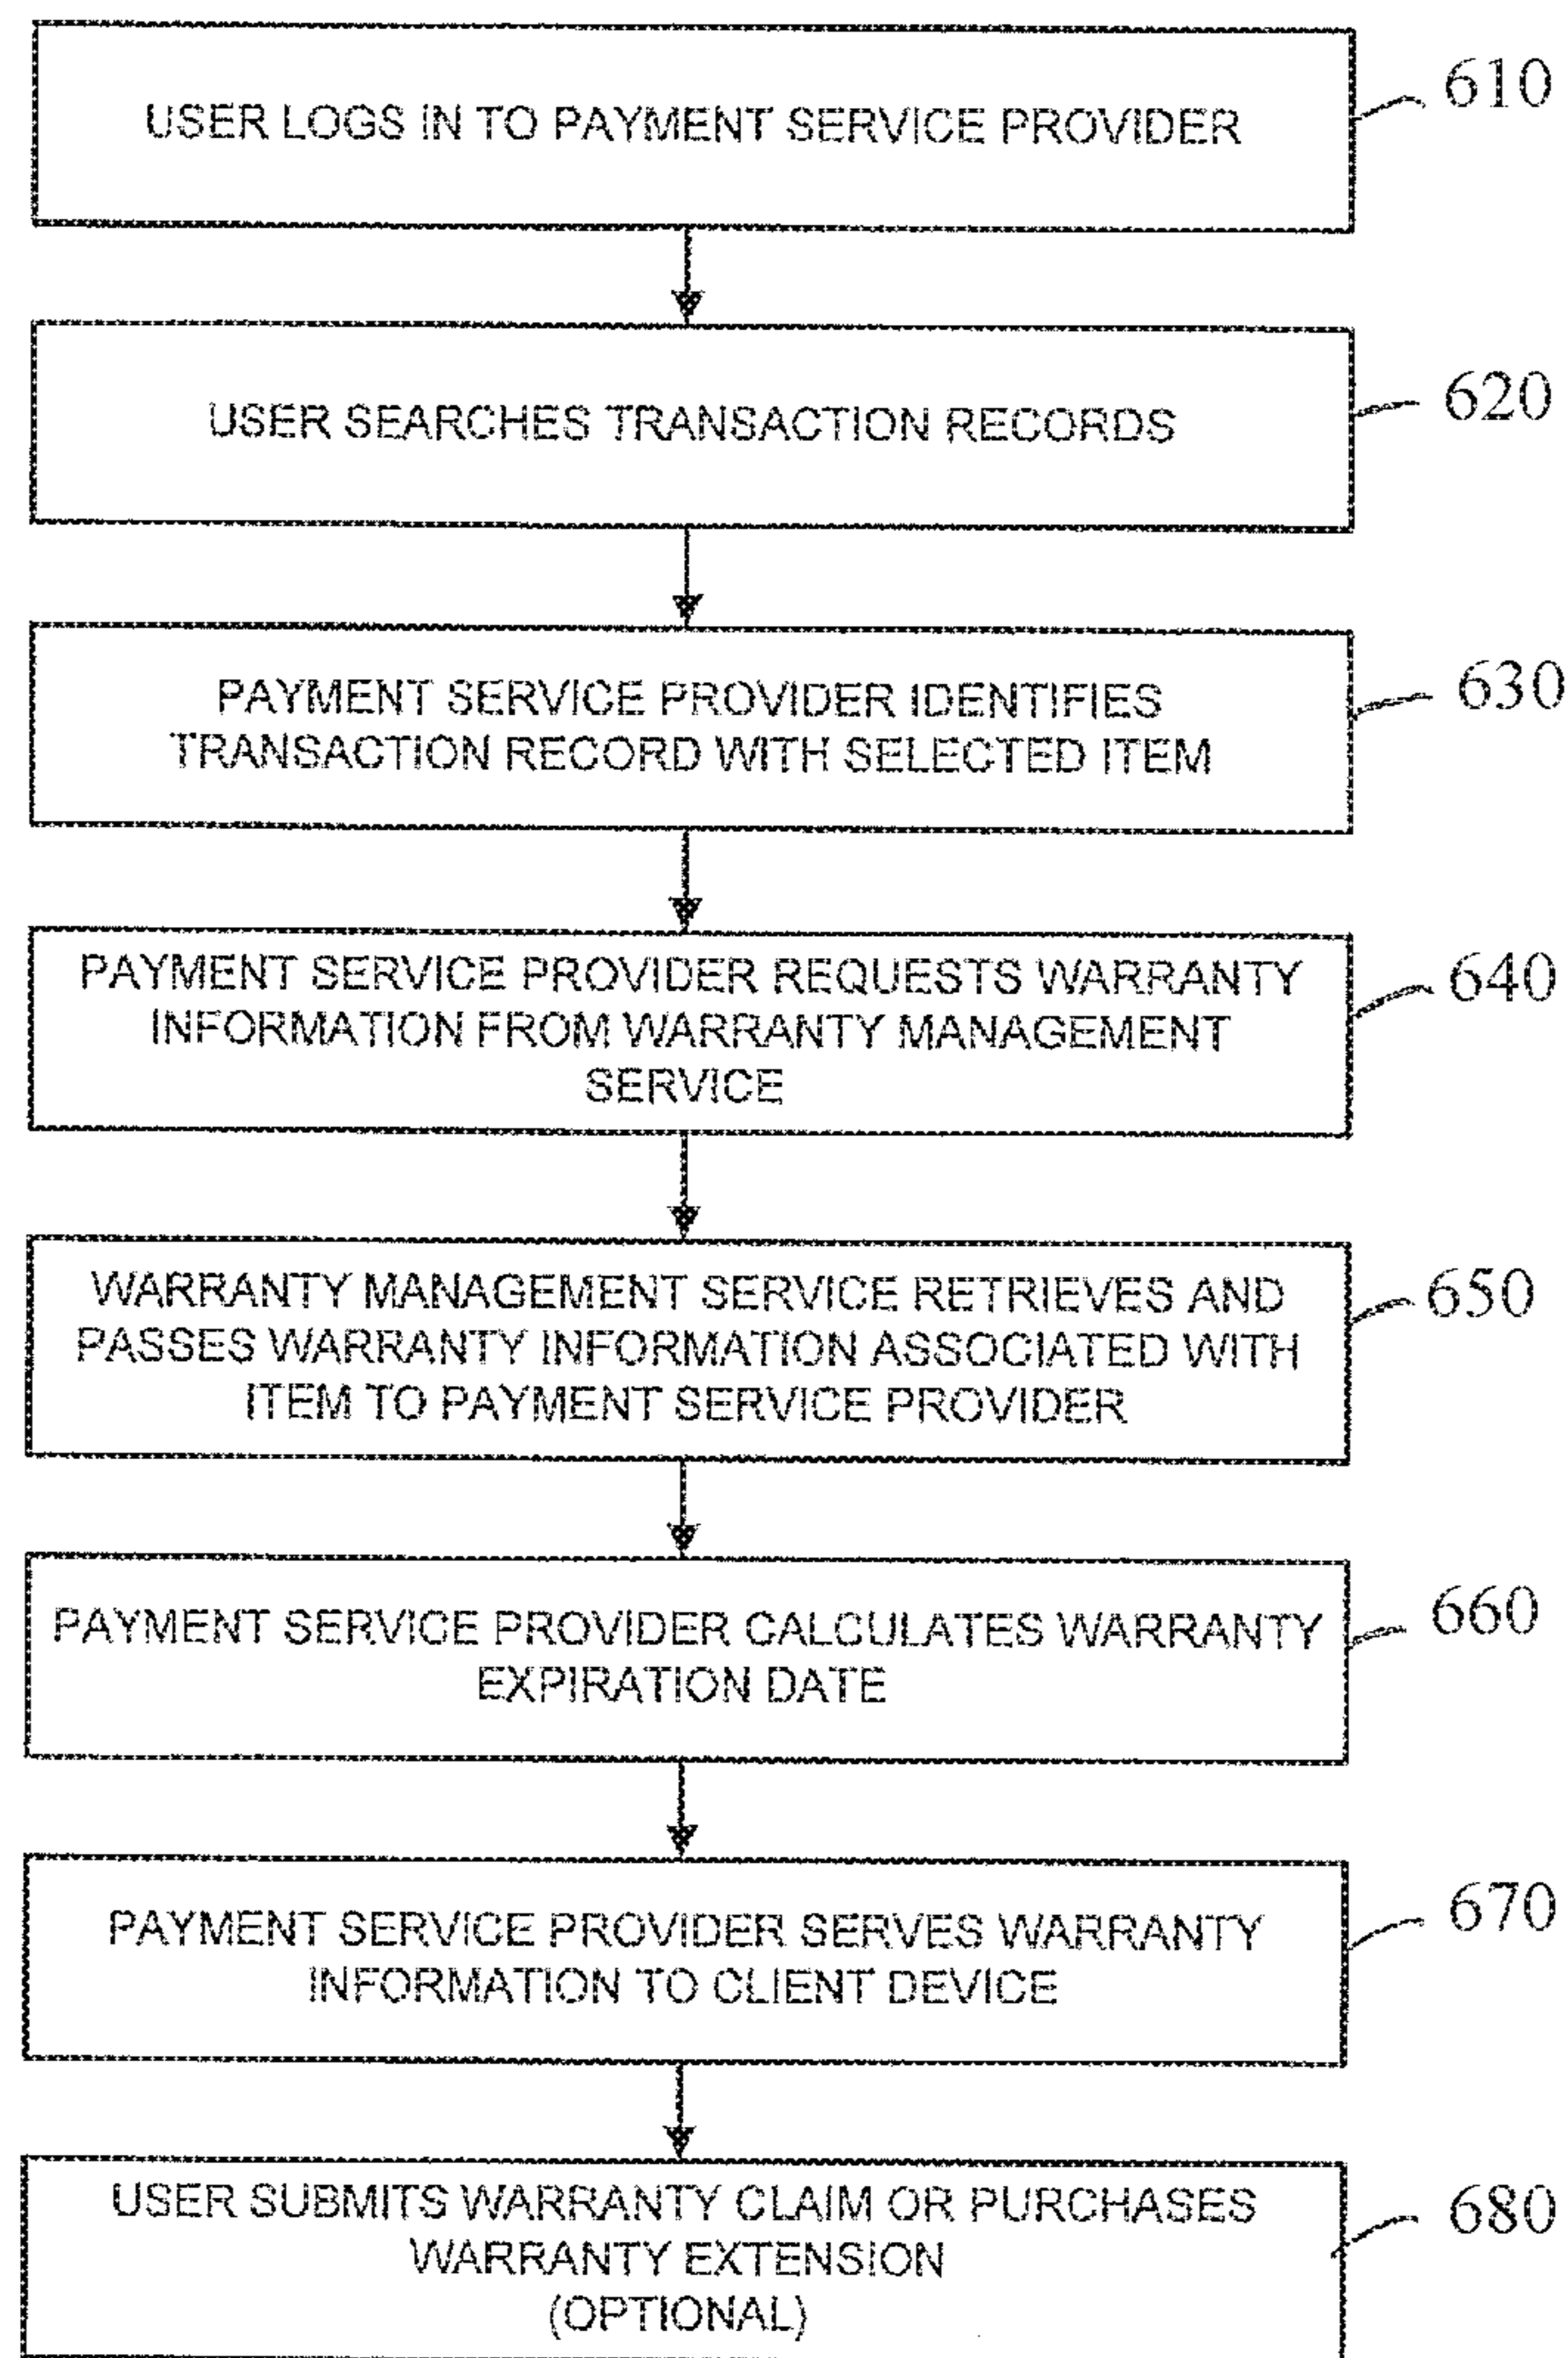 USER LOGS IN TO PAYMENT SERVICE PROVIDER
610
USER SEARCHES TRANSACTION RECORDS
620
PAYMENT SERVICE PROVIDER IDENTIFIES
TRANSACTION RECORD WITH SELECTED ITEM
630
PAYMENT SERVICE PROVIDER REQUESTS WARRANTY
INFORMATION FROM WARRANTY MANAGEMENT
SERVICE
640
WARRANTY MANAGEMENT SERVICE RETRIEVES AND
PASSES WARRANTY INFORMATION ASSOCIATED WITH
ITEM TO PAYMENT SERVICE PROVIDER
650
PAYMENT SERVICE PROVIDER CALCULATES WARRANTY
EXPIRATION DATE
660
PAYMENT SERVICE PROVIDER SERVES WARRANTY
INFORMATION TO CLIENT DEVICE
670
USER SUBMITS WARRANTY CLAIM OR PURCHASES
WARRANTY EXTENSION
(OPTIONAL)
680